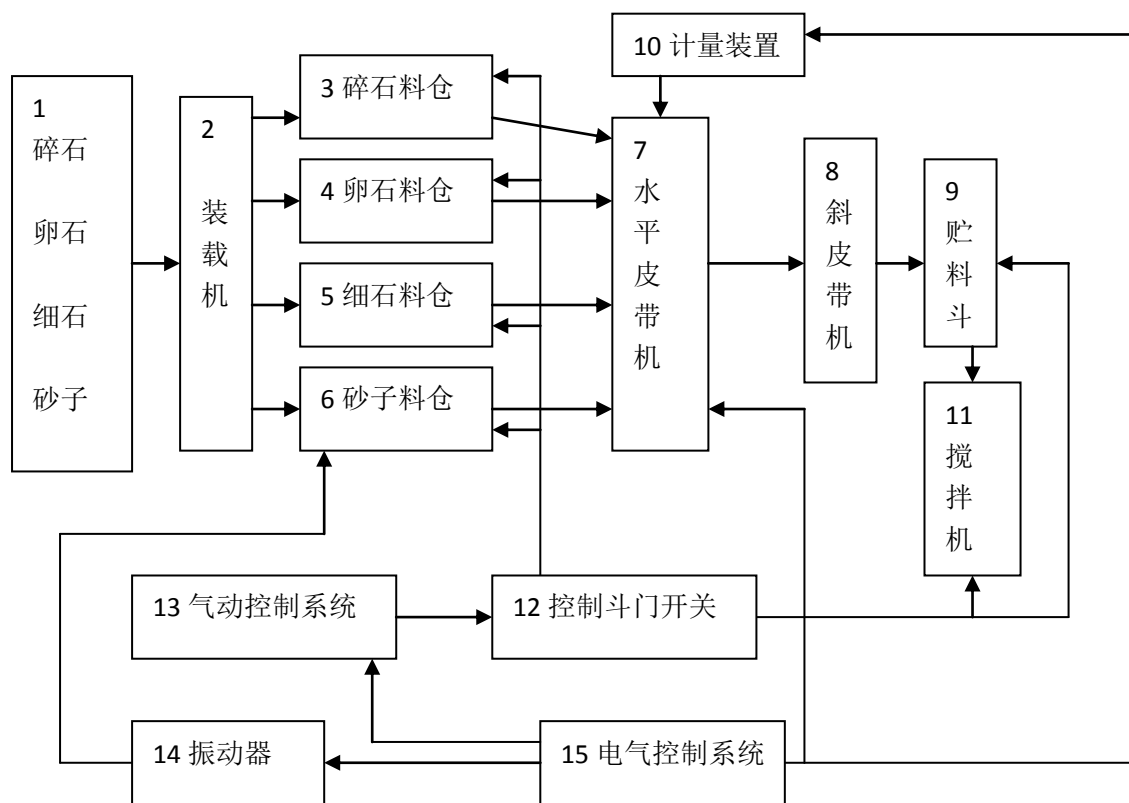 1
碎石
卵石
细石
砂子
2
装
载
机
3 碎石料仓
4 卵石料仓
5 细石料仓
6 砂子料仓
10 计量装置
7
水
平
皮
带
机
8
斜
皮
带
机
9
贮
料
斗
11
搅
拌
机
13 气动控制系统
12 控制斗门开关
14 振动器
15 电气控制系统